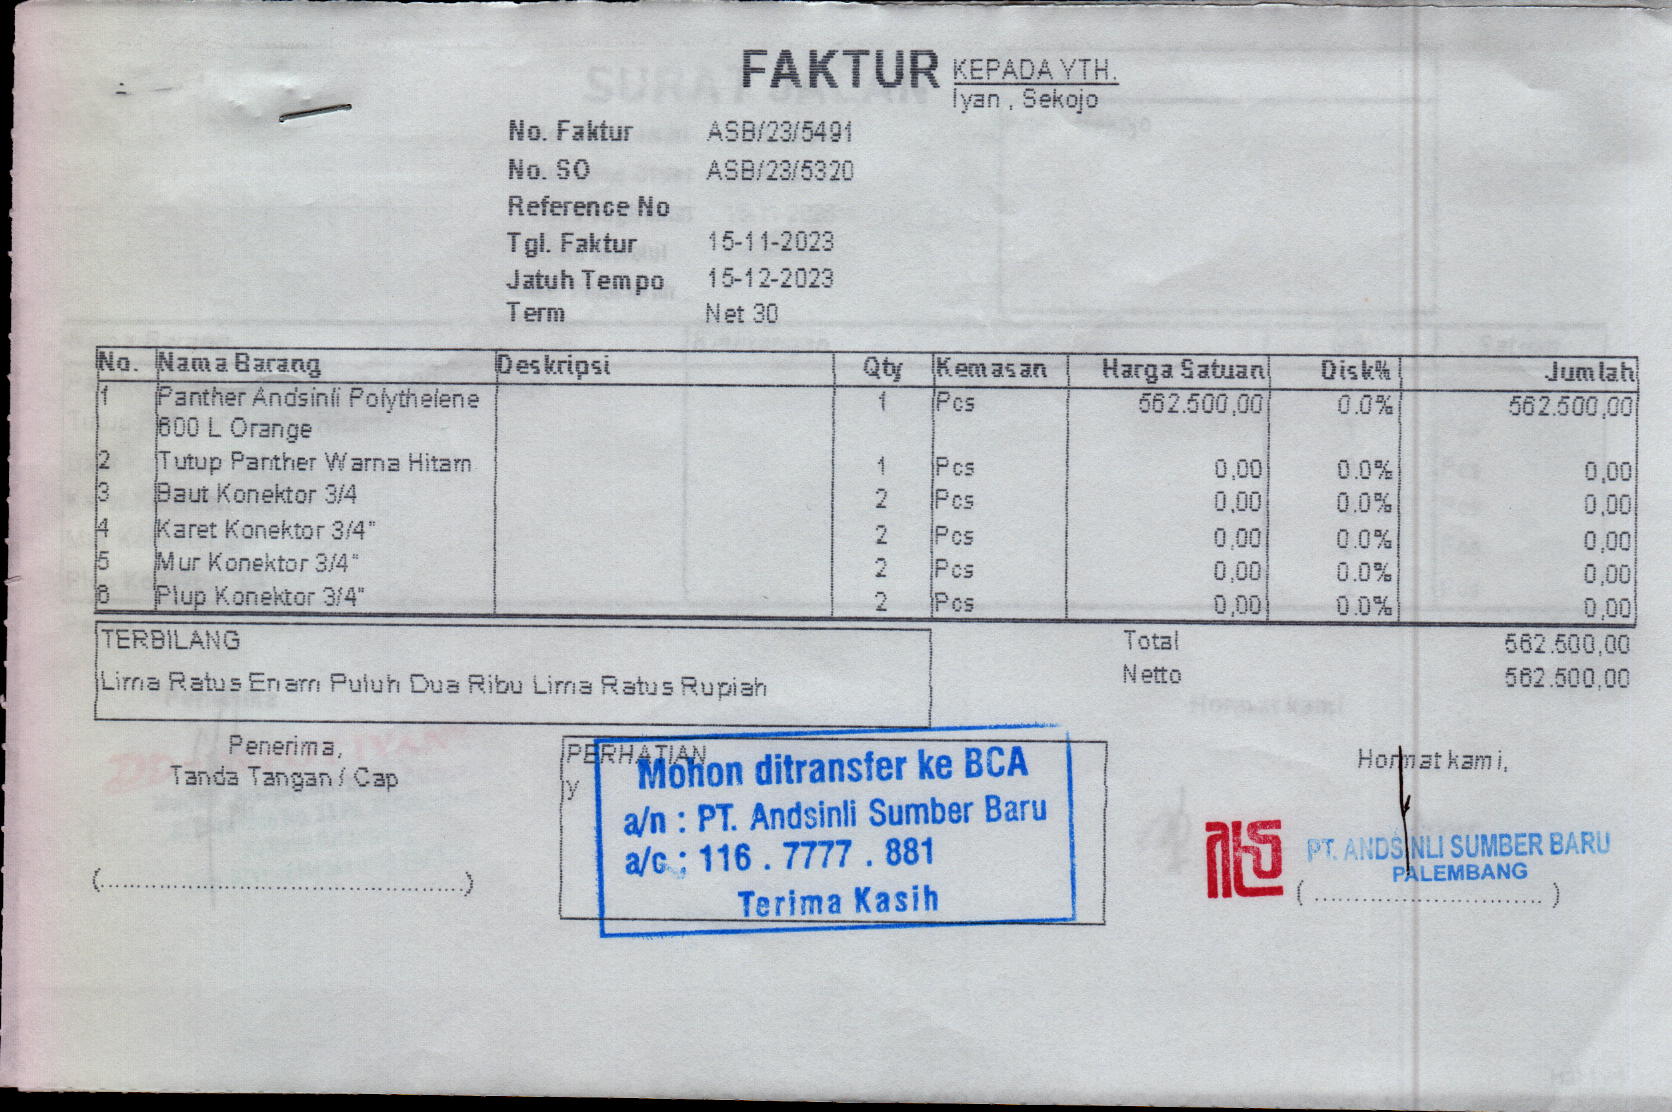 FAKTUR
KEPADA YTH.
Iyan , Sekojo
No. Faktur ASB/23/5491
No. SO ASB/23/5320
Reference No
Tgl. Faktur 15-11-2023
Jatuh Tempo 15-12-2023
Term Net 30
No. Nama Barang Deskripsi Qty Kemasan Harga Satuan Disk% Jumlah
1 Panther Andsinli Polythelene 1 Pcs 562.500,00 0.0% 562.500,00
600 L Orange
2 Tutup Panther Warna Hitam 1 Pcs 0,00 0.0% 0,00
3 Baut Konektor 3/4 2 Pcs 0,00 0.0% 0,00
4 Karet Konektor 3/4" 2 Pcs 0,00 0.0% 0,00
5 Mur Konektor 3/4" 2 Pcs 0,00 0.0% 0,00
6 Plup Konektor 3/4" 2 Pcs 0,00 0.0% 0,00
TERBILANG
Lima Ratus Enam Puluh Dua Ribu Lima Ratus Rupiah
Total 562.500,00
Netto 562.500,00
Penerima,
Tanda Tangan / Cap
(..............................................)
PERHATIAN
y
Mohon ditransfer ke BCA
a/n : PT. Andsinli Sumber Baru
a/c : 116 . 7777 . 881
Terima Kasih
Hormat kami,
PT. ANDSINLI SUMBER BARU
PALEMBANG
(.............................)